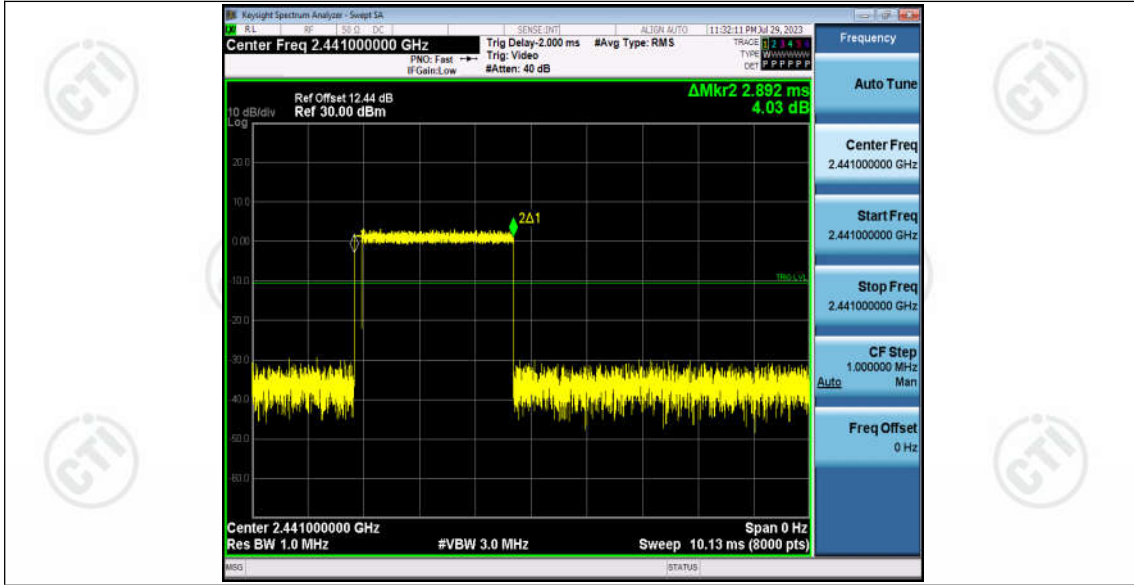 Keysight Spectrum Analyzer - Swept SA
RL RF 50 Ω DC SENSE:INT ALIGN AUTO 11:32:11 PM Jul 29, 2023
Center Freq 2.441000000 GHz
PNO: Fast
IFGain:Low
Trig Delay-2.000 ms
Trig: Video
#Atten: 40 dB
#Avg Type: RMS
TRACE 1 2 3 4 5 6
TYPE WWWWWW
DET P P P P P P
Ref Offset 12.44 dB
10 dB/div Ref 30.00 dBm
Log
ΔMkr2 2.892 ms
4.03 dB
20.0
10.0
2Δ1
0.00
-10.0
TRIG LVL
-20.0
-30.0
-40.0
-50.0
-60.0
Center 2.441000000 GHz
Span 0 Hz
Res BW 1.0 MHz
#VBW 3.0 MHz
Sweep 10.13 ms (8000 pts)
MSG
STATUS
Frequency
Auto Tune
Center Freq
2.441000000 GHz
Start Freq
2.441000000 GHz
Stop Freq
2.441000000 GHz
CF Step
1.000000 MHz
Auto Man
Freq Offset
0 Hz
CTI
CTI
CTI
CTI